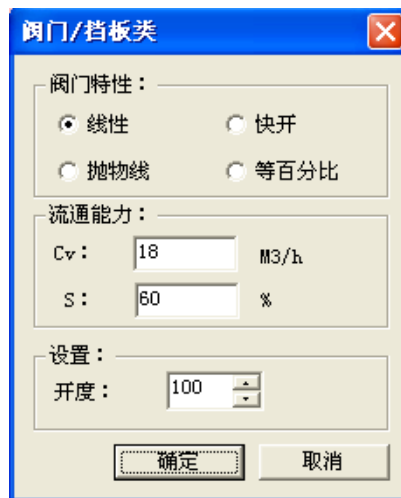 阀门/挡板类
阀门特性：
线性 快开
抛物线 等百分比
流通能力：
Cv： 18 M3/h
S： 60 %
设置：
开度： 100
确定 取消